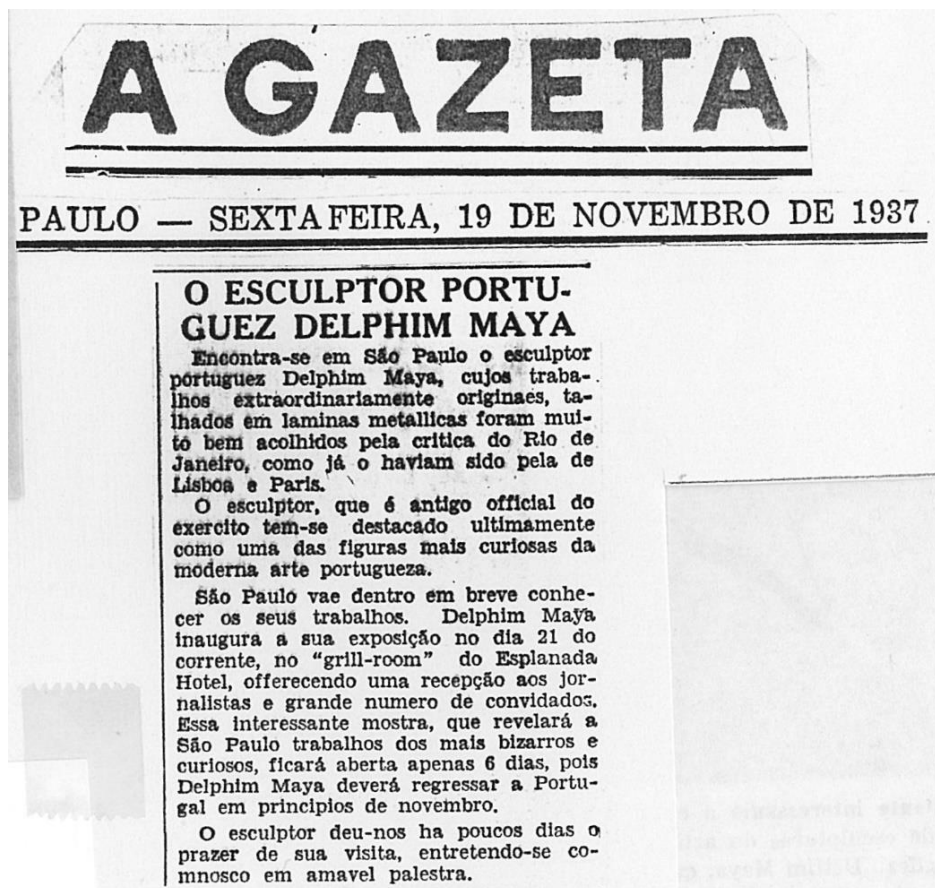 A GAZETA
PAULO — SEXTA FEIRA, 19 DE NOVEMBRO DE 1937
O ESCULPTOR PORTU-
GUEZ DELPHIM MAYA
Encontra-se em São Paulo o esculptor
portuguez Delphim Maya, cujos traba-
lhos extraordinariamente originaes, ta-
lhados em laminas metallicas foram mui-
to bem acolhidos pela critica do Rio de
Janeiro, como já o haviam sido pela de
Lisboa e Paris.
O esculptor, que é antigo official do
exercito tem-se destacado ultimamente
como uma das figuras mais curiosas da
moderna arte portugueza.
São Paulo vae dentro em breve conhe-
cer os seus trabalhos. Delphim Maya
inaugura a sua exposição no dia 21 do
corrente, no "grill-room" do Esplanada
Hotel, offerecendo uma recepção aos jor-
nalistas e grande numero de convidados.
Essa interessante mostra, que revelará a
São Paulo trabalhos dos mais bizarros e
curiosos, ficará aberta apenas 6 dias, pois
Delphim Maya deverá regressar a Portu-
gal em principios de novembro.
O esculptor deu-nos ha poucos dias o
prazer de sua visita, entretendo-se co-
mnosco em amavel palestra.